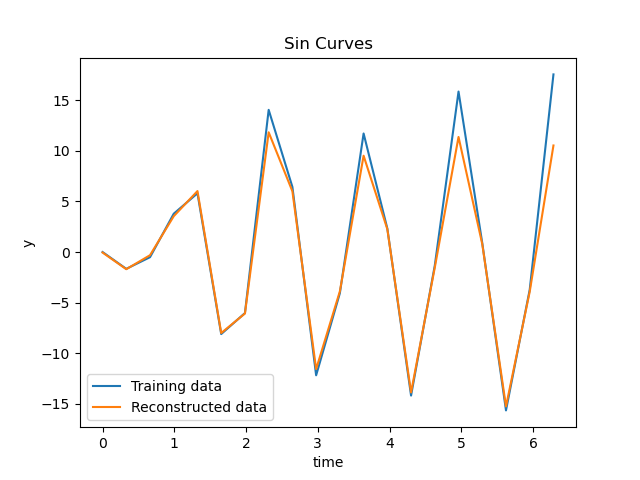 Sin Curves
15
10
5
0
−5
−10
−15
y
Training data
Reconstructed data
0 1 2 3 4 5 6
time